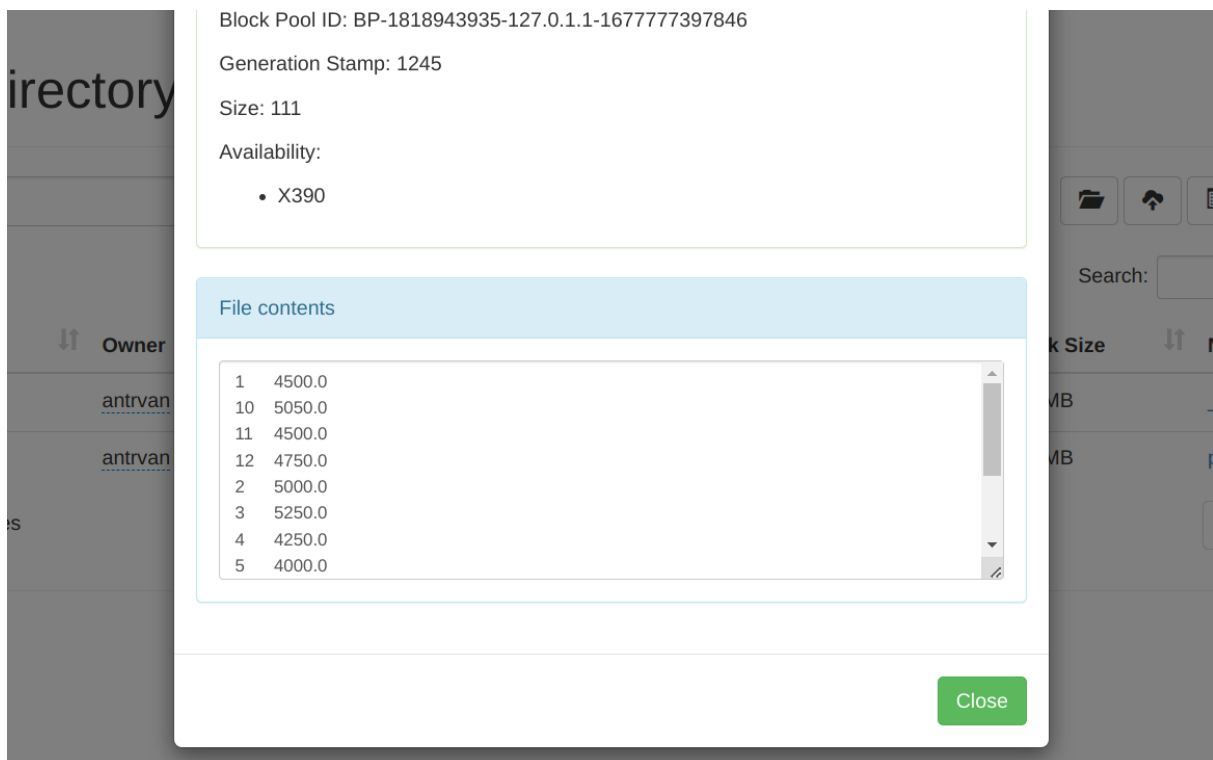 Block Pool ID: BP-1818943935-127.0.1.1-1677777397846
Generation Stamp: 1245
irectory
Size: 111
Availability:
• X390
Search:
File contents
Owner
k Size
1 4500.0
10 5050.0
11 4500.0
12 4750.0
2 5000.0
3 5250.0
4 4250.0
5 4000.0
antrvan
MB
antrvan
MB
es
Close